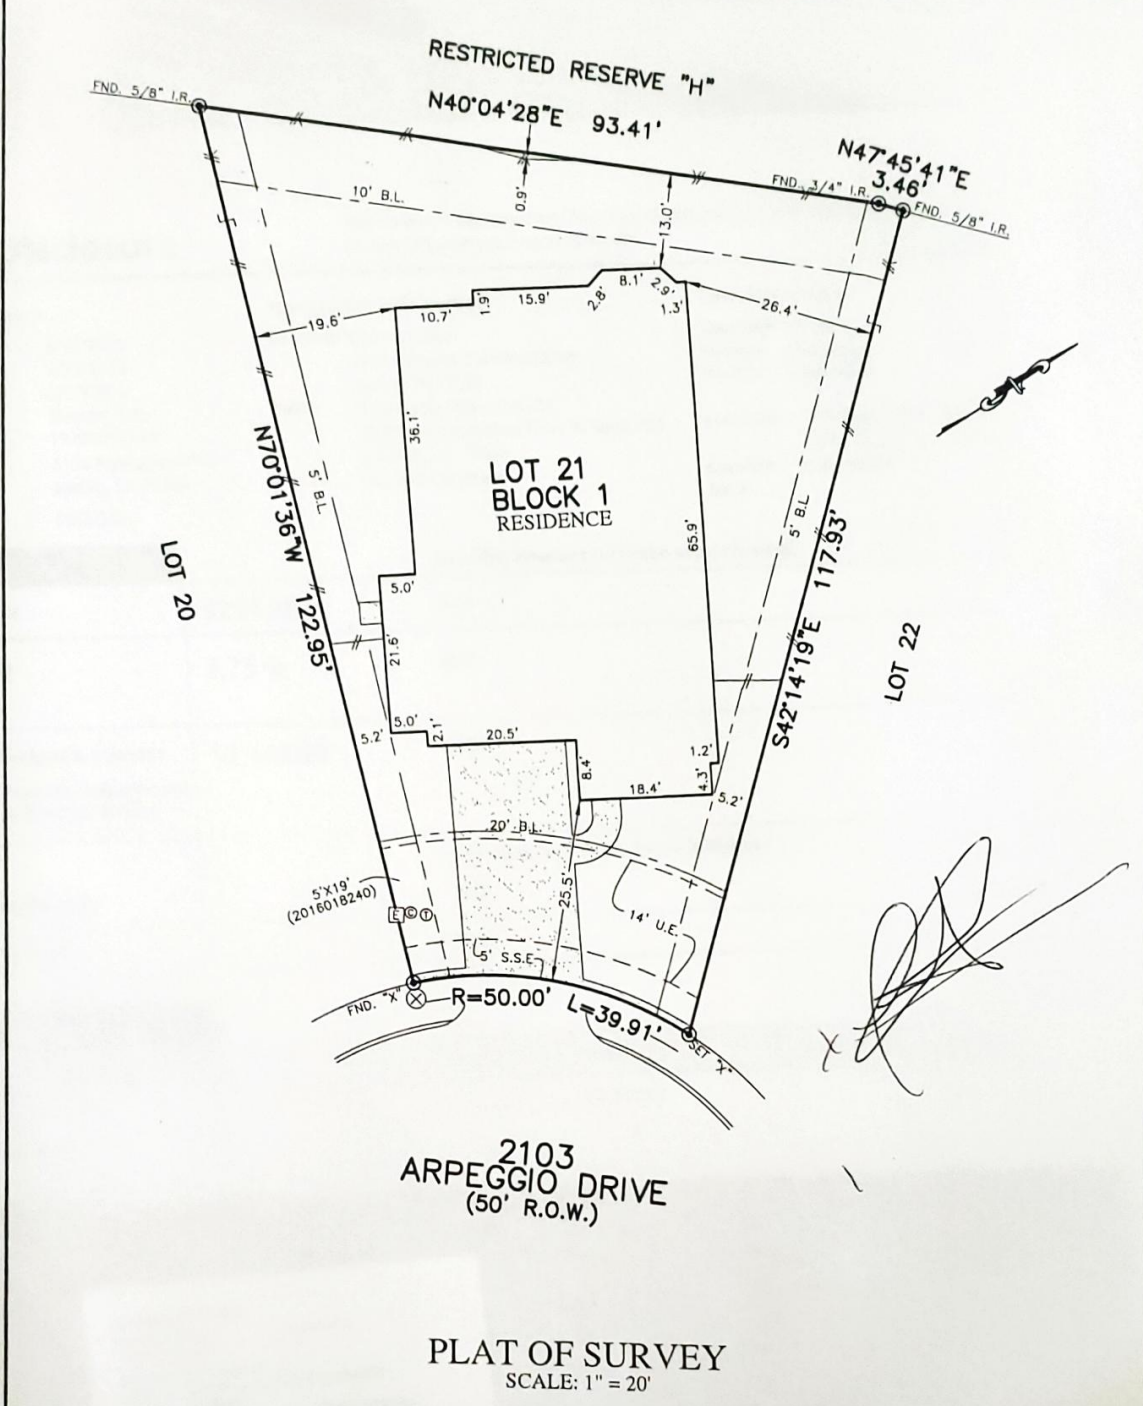 RESTRICTED RESERVE "H"
FND. 5/8" I.R.
N40°04'28"E 93.41'
N47°45'41"E
3.46'
FND. 3/4" I.R.
FND. 5/8" I.R.
10' B.L.
0.9'
13.0'
8.1'
2.9'
2.8'
1.3'
15.9'
1.9'
10.7'
19.6'
26.4'
36.1'
N70°01'36"W 122.95'
5' B.L.
LOT 21
BLOCK 1
RESIDENCE
65.9'
5' B.L.
S42°14'19"E 117.93'
LOT 20
LOT 22
5.0'
21.6'
5.0'
5.2'
2.1'
20.5'
8.4'
1.2'
4.3'
18.4'
5.2'
20' B.L.
5'X19'
(2016018240)
E C T
25.5'
14' U.E.
5' S.S.E.
FND. "X"
R=50.00' L=39.91'
SET "X"
X
2103
ARPEGGIO DRIVE
(50' R.O.W.)
PLAT OF SURVEY
SCALE: 1" = 20'